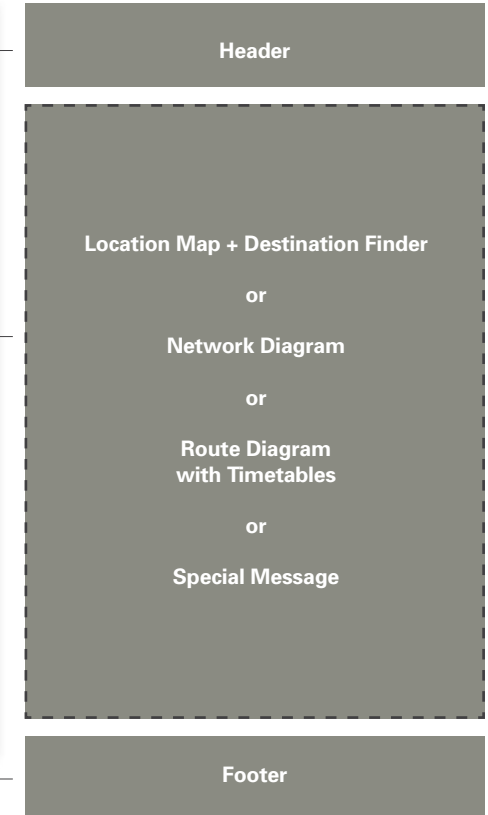 Header
Location Map + Destination Finder
or
Network Diagram
or
Route Diagram
with Timetables
or
Special Message
Footer